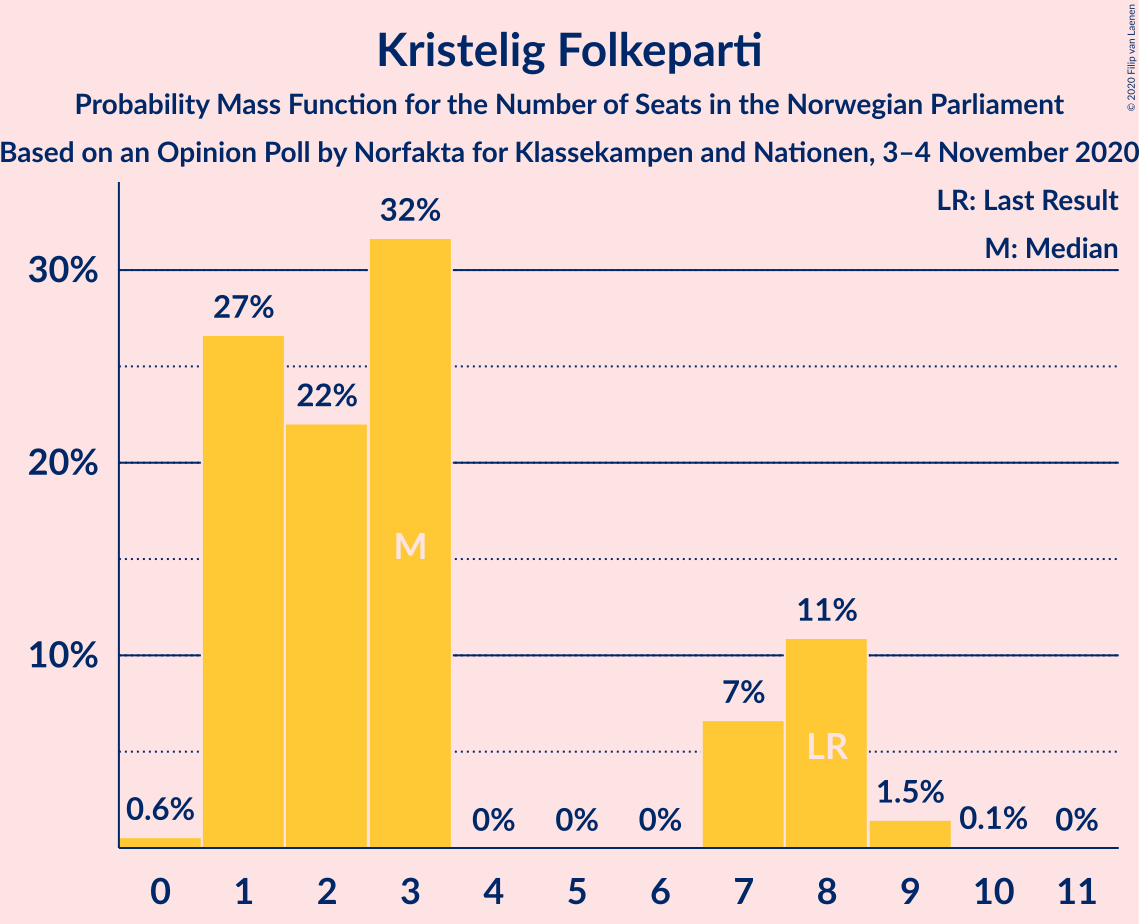 Kristelig Folkeparti
Probability Mass Function for the Number of Seats in the Norwegian Parliament
Based on an Opinion Poll by Norfakta for Klassekampen and Nationen, 3–4 November 2020
© 2020 Filip van Laenen
LR: Last Result
M: Median
30%
20%
10%
0.6%
27%
22%
32%
0%
0%
0%
7%
11%
1.5%
0.1%
0%
M
LR
0 1 2 3 4 5 6 7 8 9 10 11